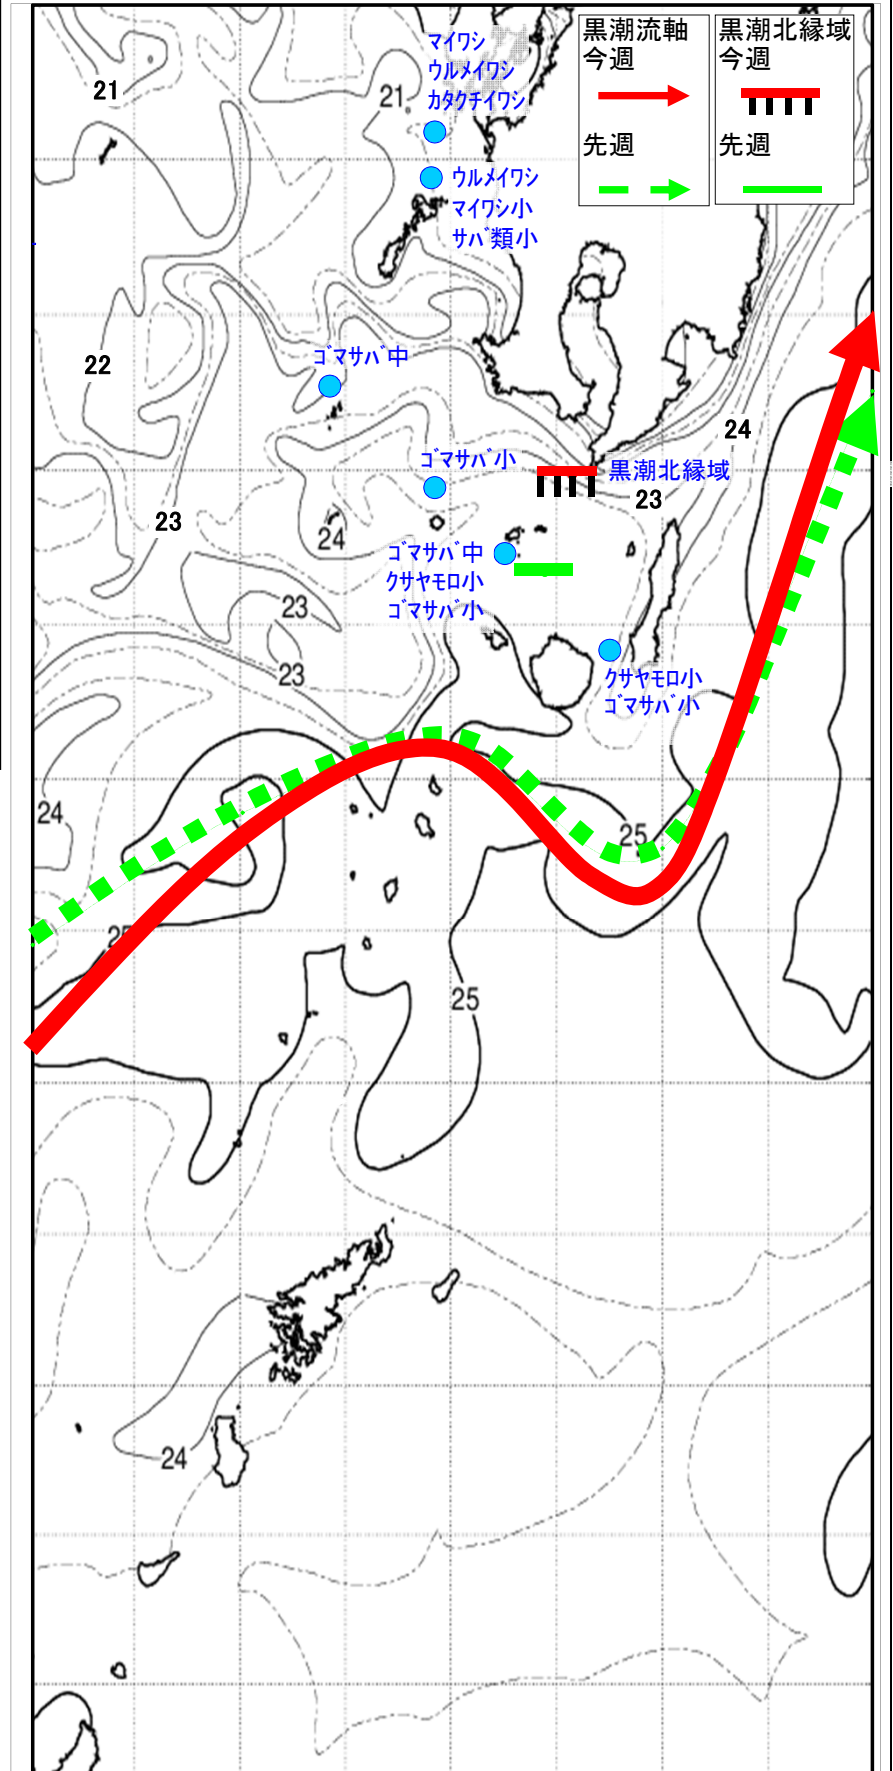 黒潮流軸
今週
先週
黒潮北縁域
今週
先週
マイワシ
ウルメイワシ
カタクチイワシ
21
21
ウルメイワシ
マイワシ小
サバ類小
22
ゴマサバ中
24
ゴマサバ小
黒潮北縁域
23
23
24
ゴマサバ中
クサヤモロ小
ゴマサバ小
23
23
クサヤモロ小
ゴマサバ小
24
25
25
25
24